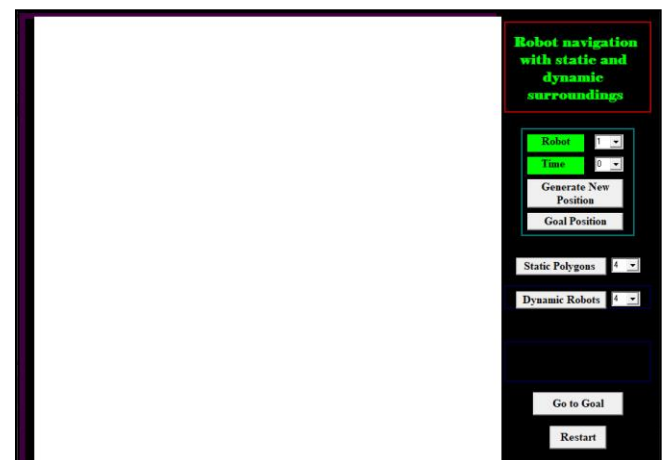 Robot navigation
with static and
dynamic
surroundings
Robot 1
Time 0
Generate New
Position
Goal Position
Static Polygons 4
Dynamic Robots 4
Go to Goal
Restart